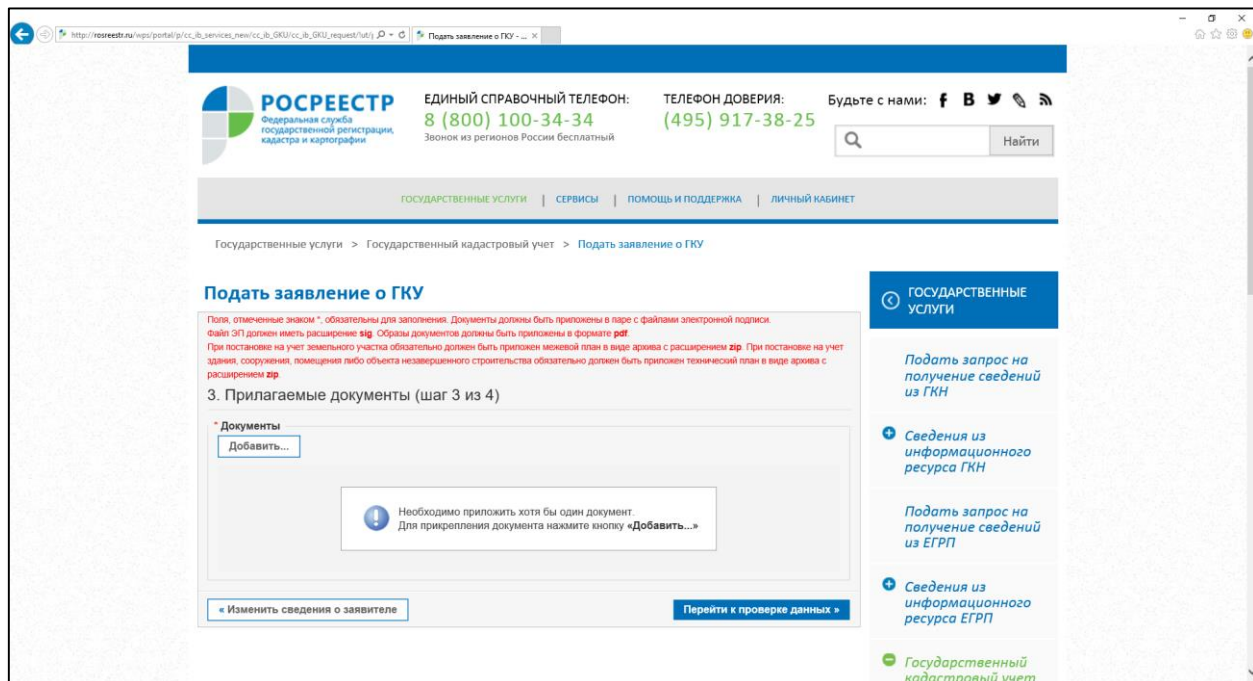 http://rosreestr.ru/wps/portal/p/cc_ib_services_new/cc_ib_GKU/cc_ib_GKU_request/!ut/
Подать заявление о ГКУ - ...
РОСРЕЕСТР
Федеральная служба
государственной регистрации,
кадастра и картографии
ЕДИНЫЙ СПРАВОЧНЫЙ ТЕЛЕФОН:
8 (800) 100-34-34
Звонок из регионов России бесплатный
ТЕЛЕФОН ДОВЕРИЯ:
(495) 917-38-25
Будьте с нами:
Найти
ГОСУДАРСТВЕННЫЕ УСЛУГИ | СЕРВИСЫ | ПОМОЩЬ И ПОДДЕРЖКА | ЛИЧНЫЙ КАБИНЕТ
Государственные услуги > Государственный кадастровый учет > Подать заявление о ГКУ
Подать заявление о ГКУ
Поля, отмеченные знаком *, обязательны для заполнения. Документы должны быть приложены в паре с файлами электронной подписи.
Файл ЭП должен иметь расширение sig. Образы документов должны быть приложены в формате pdf.
При постановке на учет земельного участка обязательно должен быть приложен межевой план в виде архива с расширением zip. При постановке на учет
здания, сооружения, помещения либо объекта незавершенного строительства обязательно должен быть приложен технический план в виде архива с
расширением zip
3. Прилагаемые документы (шаг 3 из 4)
* Документы
Добавить...
Необходимо приложить хотя бы один документ.
Для прикрепления документа нажмите кнопку «Добавить...»
« Изменить сведения о заявителе
Перейти к проверке данных »
ГОСУДАРСТВЕННЫЕ
УСЛУГИ
Подать запрос на
получение сведений
из ГКН
Сведения из
информационного
ресурса ГКН
Подать запрос на
получение сведений
из ЕГРП
Сведения из
информационного
ресурса ЕГРП
Государственный
кадастровый учет